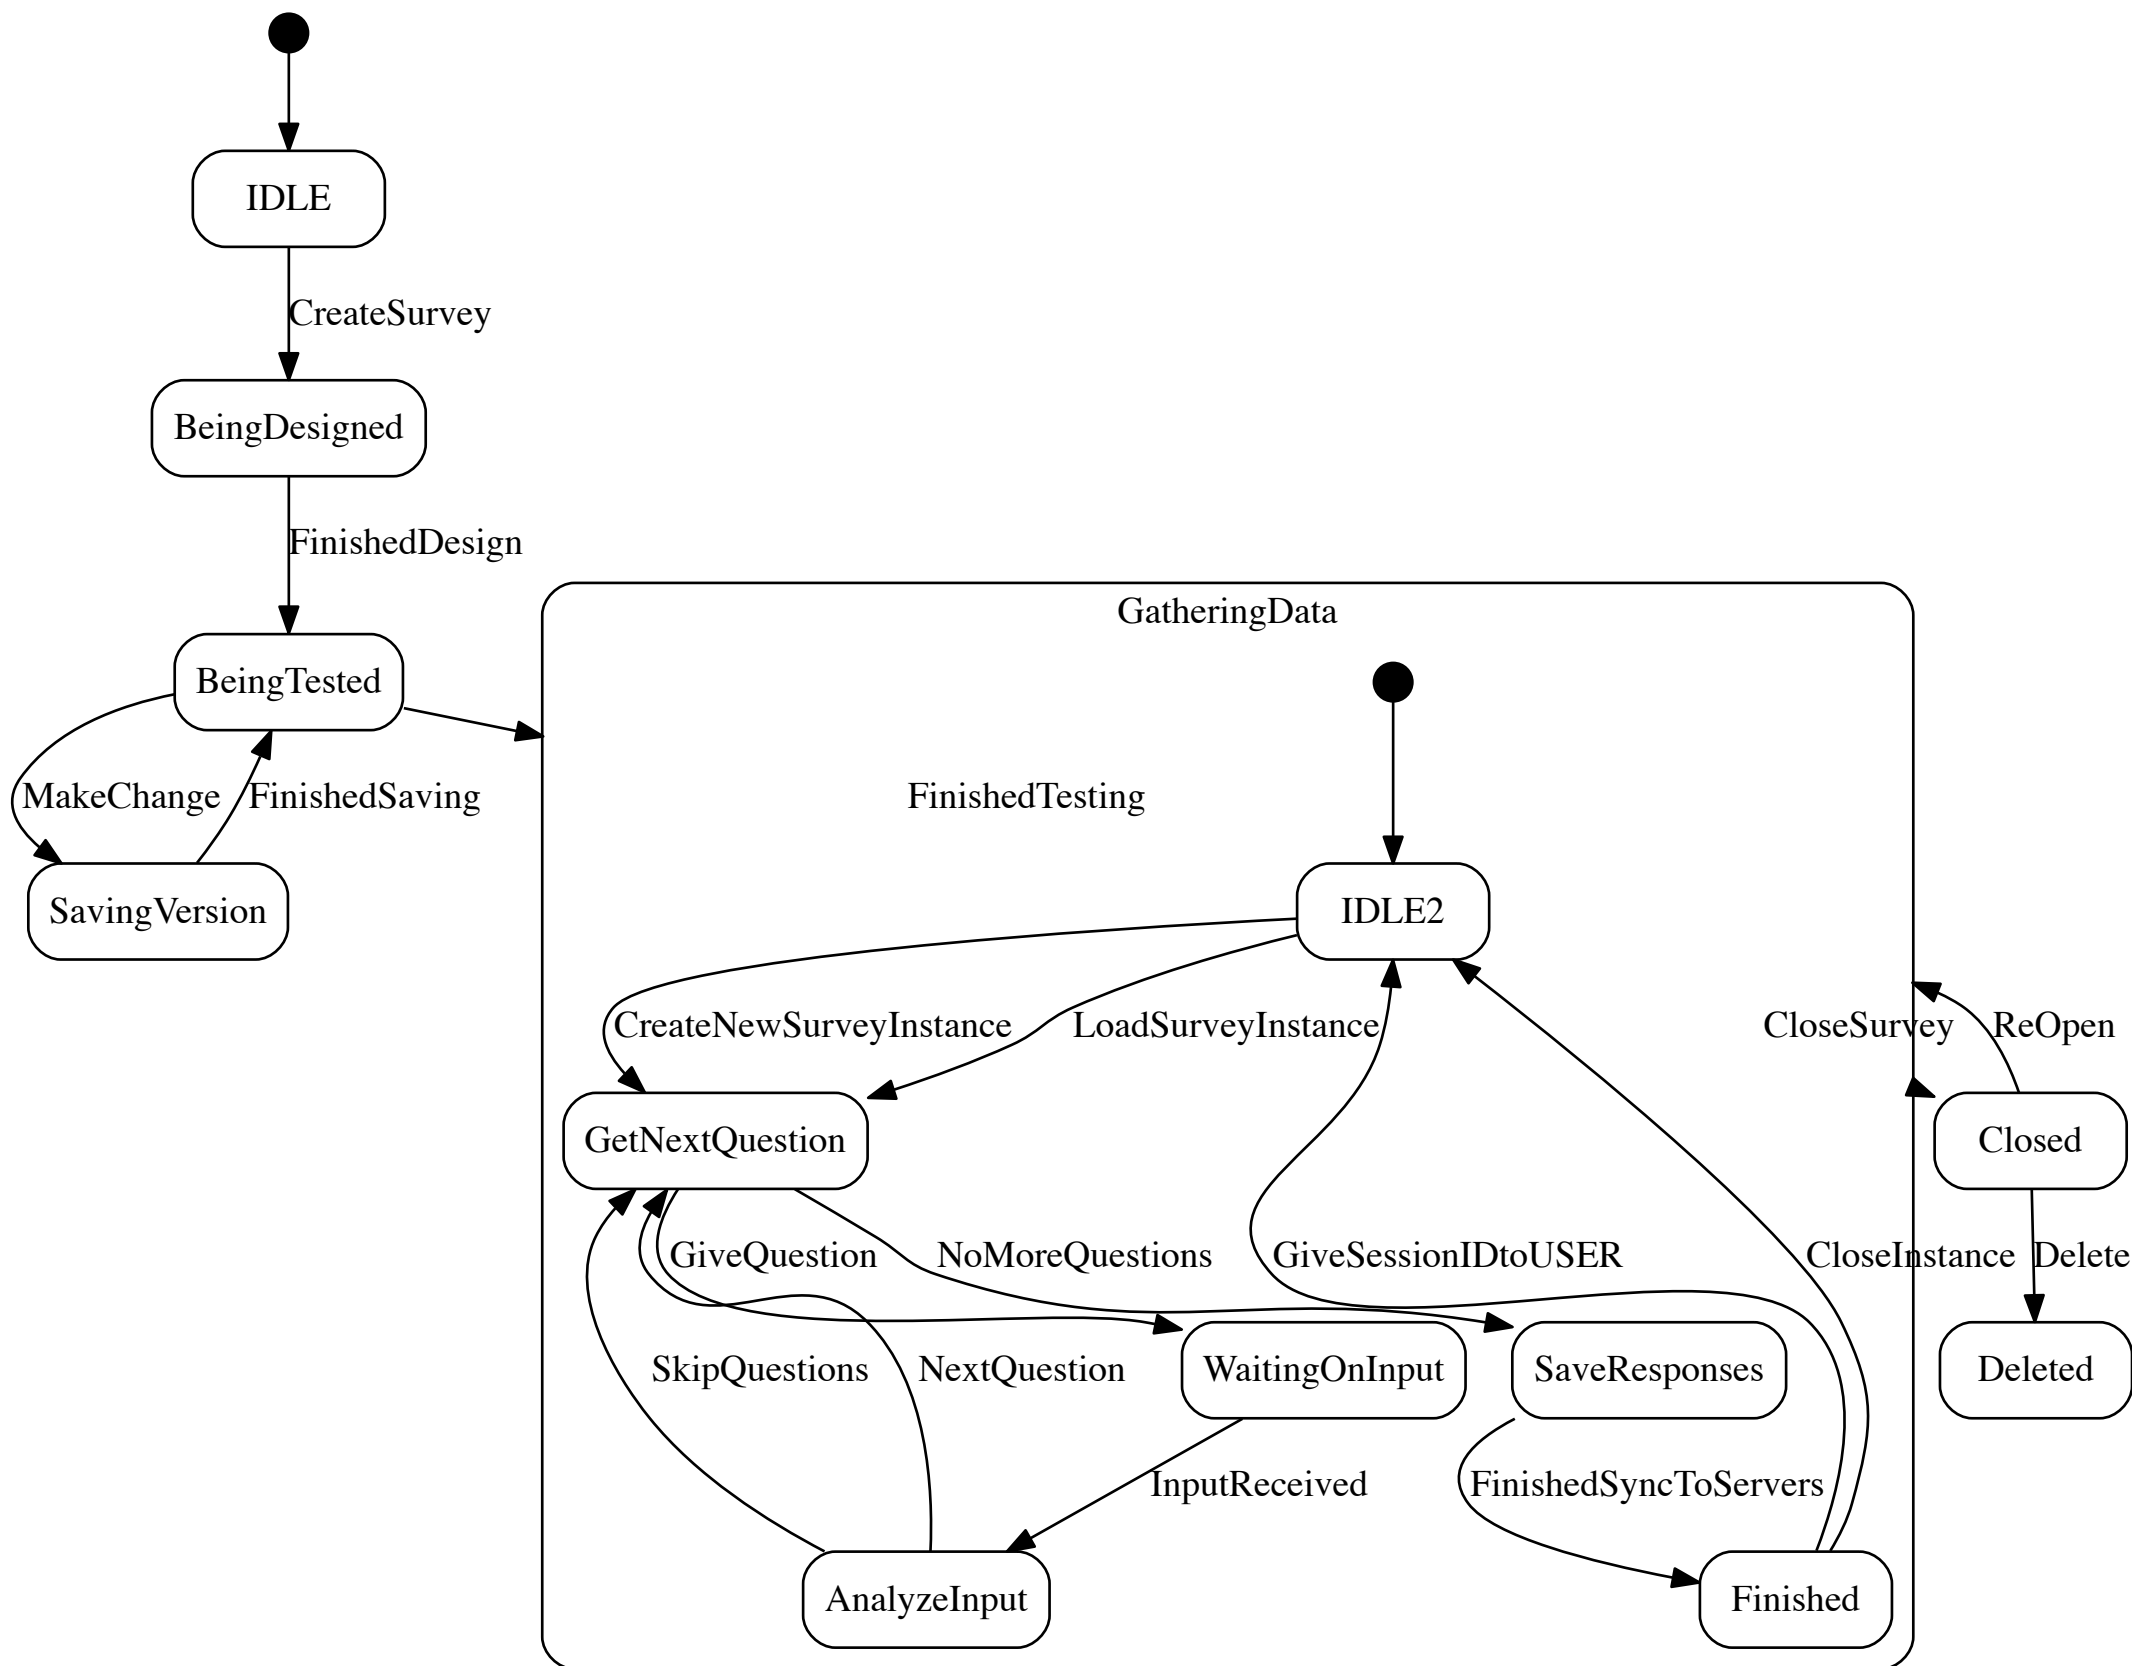 IDLE
CreateSurvey
BeingDesigned
FinishedDesign
GatheringData
BeingTested
MakeChange
FinishedSaving
FinishedTesting
SavingVersion
IDLE2
CreateNewSurveyInstance
LoadSurveyInstance
CloseSurvey
ReOpen
GetNextQuestion
Closed
GiveQuestion
NoMoreQuestions
GiveSessionIDtoUSER
CloseInstance
Delete
SkipQuestions
NextQuestion
WaitingOnInput
SaveResponses
Deleted
InputReceived
FinishedSyncToServers
AnalyzeInput
Finished